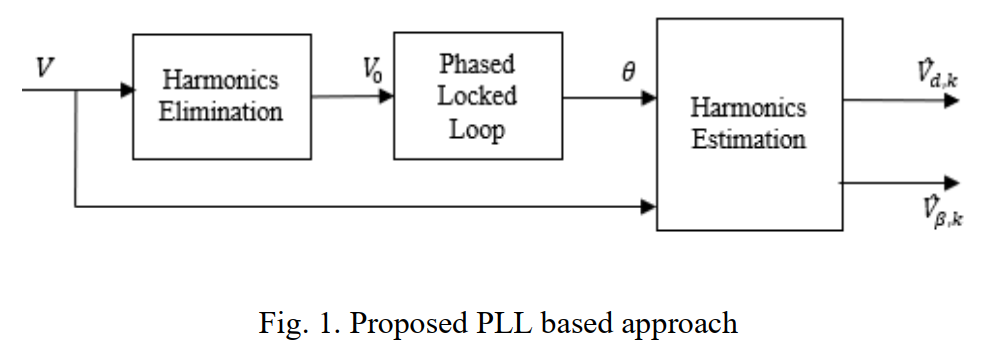 V
Harmonics
Elimination
V₀
Phased
Locked
Loop
θ
Harmonics
Estimation
V̂d,k
V̂β,k
Fig. 1. Proposed PLL based approach